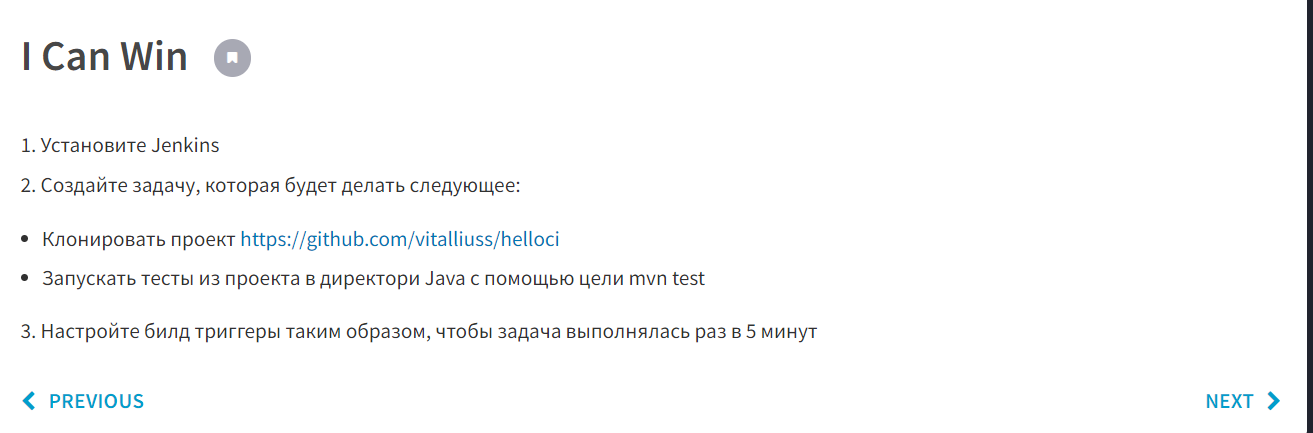 I Can Win
1. Установите Jenkins
2. Создайте задачу, которая будет делать следующее:
• Клонировать проект https://github.com/vitalliuss/helloci
• Запускать тесты из проекта в директори Java с помощью цели mvn test
3. Настройте билд триггеры таким образом, чтобы задача выполнялась раз в 5 минут
PREVIOUS
NEXT